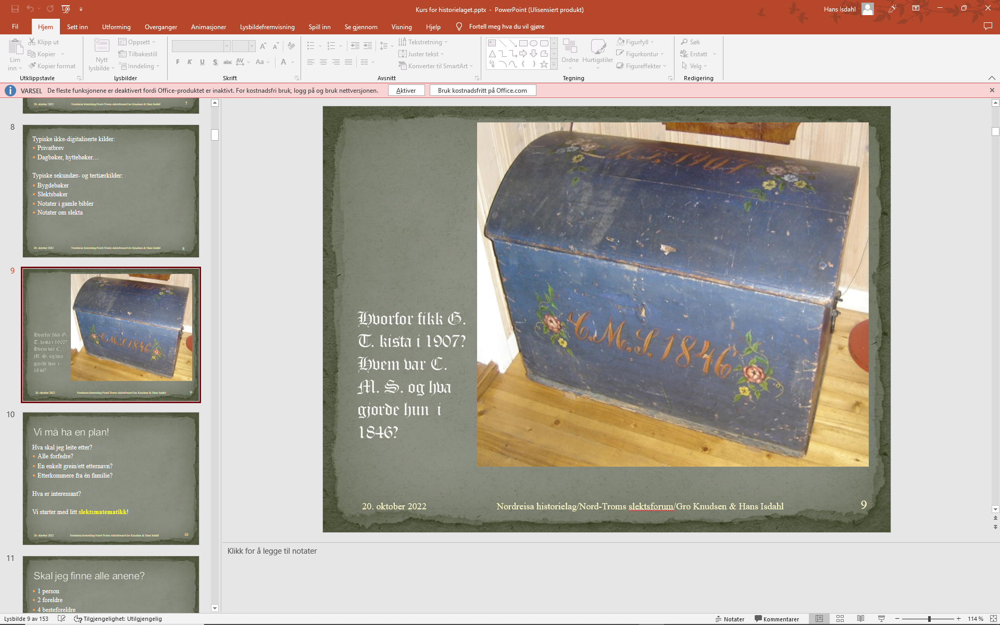 Kurs for historielaget.pptx - PowerPoint (Ulisensiert produkt)
Hans Isdahl
Fil
Hjem
Sett inn
Utforming
Overganger
Animasjoner
Lysbildefremvisning
Spill inn
Se gjennom
Visning
Hjelp
Fortell meg hva du vil gjøre
Lim
inn
Klipp ut
Kopier
Kopier format
Utklippstavle
Nytt
lysbilde
Oppsett
Tilbakestill
Inndeling
Lysbilder
F K U S abc AV Aa A
Skrift
Tekstretning
Juster tekst
Konverter til SmartArt
Avsnitt
Ordne
Hurtigstiler
Figurfyll
Figurkontur
Figureffekter
Tegning
Søk
Erstatt
Velg
Redigering
VARSEL De fleste funksjonene er deaktivert fordi Office-produktet er inaktivt. For kostnadsfri bruk, logg på og bruk nettversjonen.
Aktiver
Bruk kostnadsfritt på Office.com
20. oktober 2022 Nordreisa historielag/Nord-Troms slektsforum/Gro Knudsen & Hans Isdahl 7
8
Typiske ikke-digitaliserte kilder:
Privatbrev
Dagbøker, hyttebøker…
Typiske sekundær- og tertiærkilder:
Bygdebøker
Slektsbøker
Notater i gamle bibler
Notater om slekta
20. oktober 2022 Nordreisa historielag/Nord-Troms slektsforum/Gro Knudsen & Hans Isdahl 8
9
Hvorfor fikk G.
T. kista i 1907?
Hvem var C.
M. S. og hva
gjorde hun i
1846?
C.M.S. 1846
20. oktober 2022 Nordreisa historielag/Nord-Troms slektsforum/Gro Knudsen & Hans Isdahl 9
10
Vi må ha en plan!
Hva skal jeg leite etter?
Alle forfedre?
En enkelt grein/ett etternavn?
Etterkommere fra én familie?
Hva er interessant?
Vi starter med litt slektsmatematikk!
20. oktober 2022 Nordreisa historielag/Nord-Troms slektsforum/Gro Knudsen & Hans Isdahl 10
11
Skal jeg finne alle anene?
1 person
2 foreldre
4 besteforeldre
Hvorfor fikk G.
T. kista i 1907?
Hvem var C.
M. S. og hva
gjorde hun i
1846?
C.M.S. 1846
20. oktober 2022 Nordreisa historielag/Nord-Troms slektsforum/Gro Knudsen & Hans Isdahl 9
Klikk for å legge til notater
Lysbilde 9 av 153
Tilgjengelighet: Utilgjengelig
Notater
Kommentarer
114 %